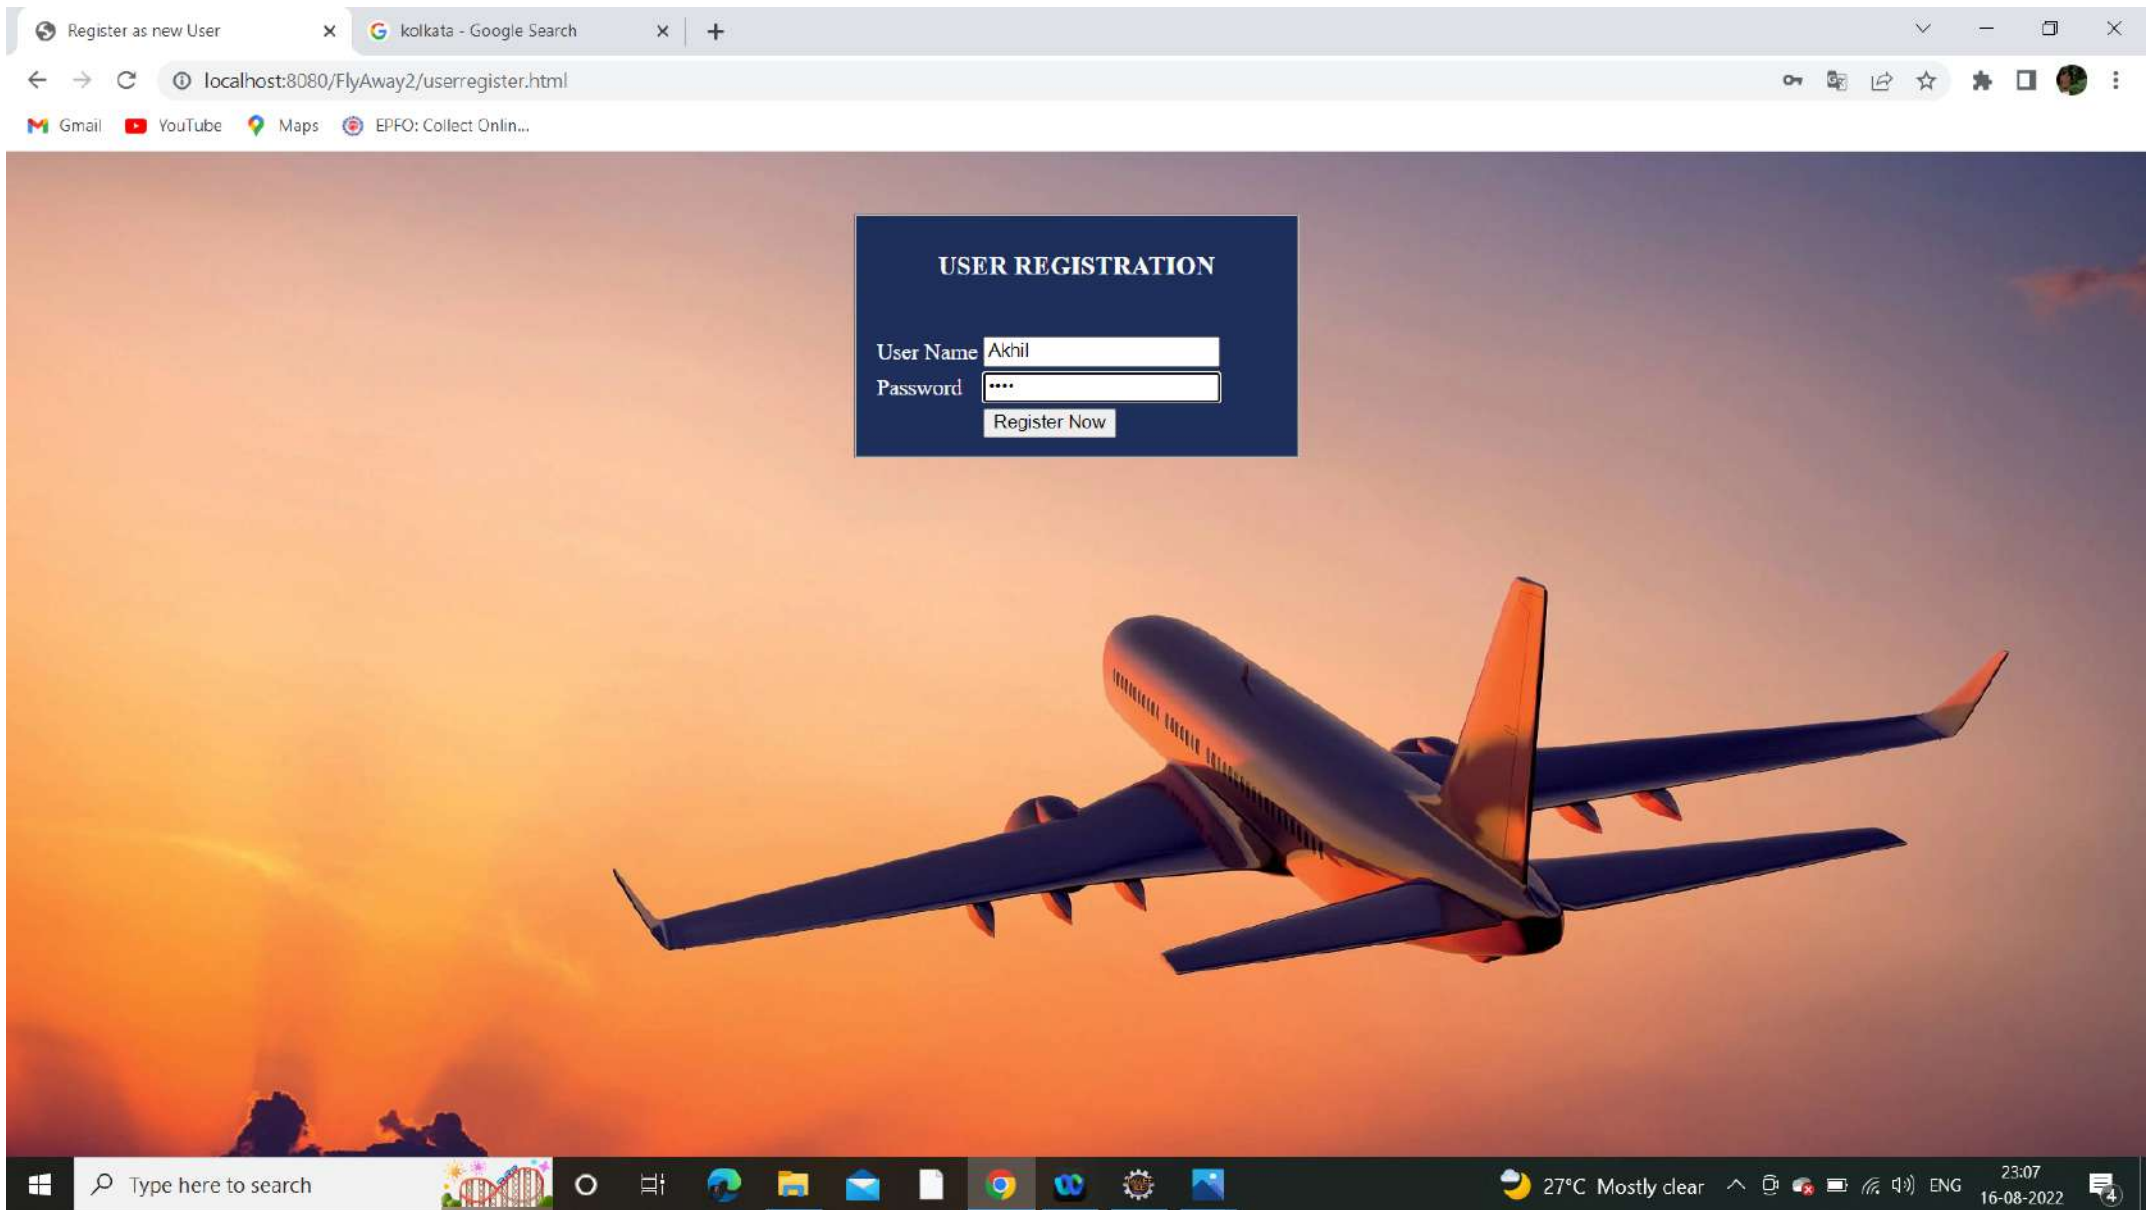 Register as new User
kolkata - Google Search
localhost:8080/FlyAway2/userregister.html
Gmail YouTube Maps EPFO: Collect Onlin...
USER REGISTRATION
User Name Akhil
Password ••••
Register Now
Type here to search
27°C Mostly clear
ENG
23:07
16-08-2022
4